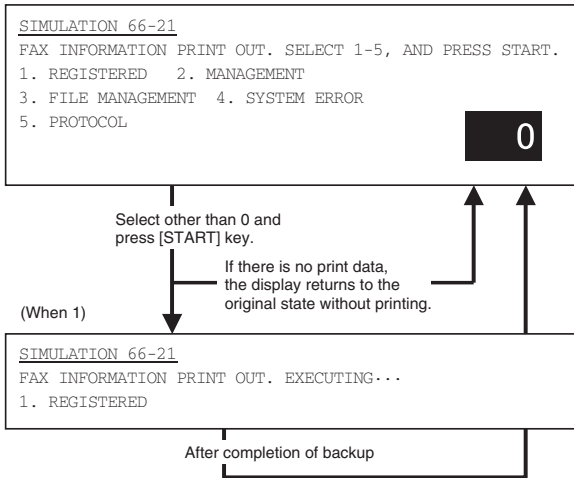 SIMULATION 66-21
FAX INFORMATION PRINT OUT. SELECT 1-5, AND PRESS START.
1. REGISTERED 2. MANAGEMENT
3. FILE MANAGEMENT 4. SYSTEM ERROR
5. PROTOCOL
0
Select other than 0 and
press [START] key.
If there is no print data,
the display returns to the
original state without printing.
(When 1)
SIMULATION 66-21
FAX INFORMATION PRINT OUT. EXECUTING···
1. REGISTERED
After completion of backup